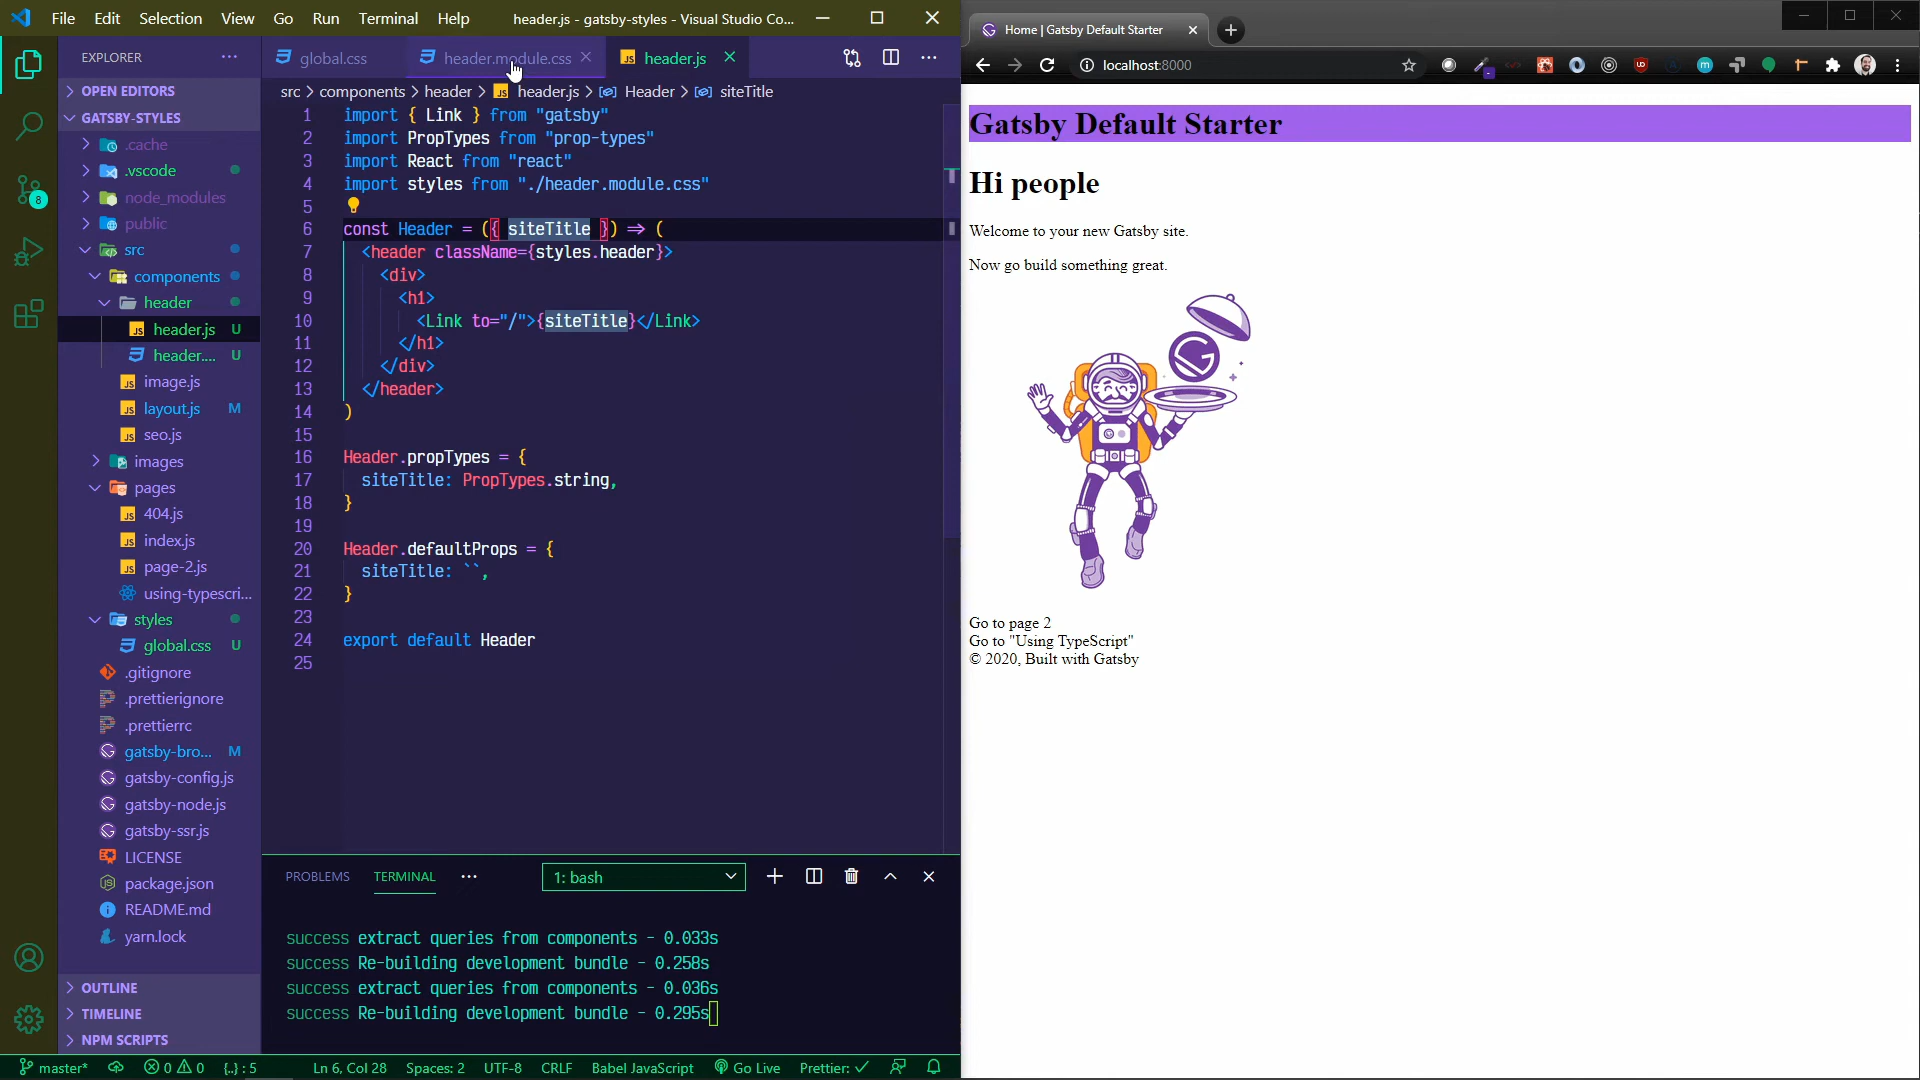 File Edit Selection View Go Run Terminal Help header.js - gatsby-styles - Visual Studio Co...
EXPLORER
OPEN EDITORS
GATSBY-STYLES
.cache
.vscode
node_modules
public
src
components
header
header.js U
header.... U
image.js
layout.js M
seo.js
images
pages
404.js
index.js
page-2.js
using-typescri...
styles
global.css U
.gitignore
.prettierignore
.prettierrc
gatsby-bro... M
gatsby-config.js
gatsby-node.js
gatsby-ssr.js
LICENSE
package.json
README.md
yarn.lock
OUTLINE
TIMELINE
NPM SCRIPTS
8
global.css header.module.css header.js
src > components > header > header.js > Header > siteTitle
1 import { Link } from "gatsby"
2 import PropTypes from "prop-types"
3 import React from "react"
4 import styles from "./header.module.css"
5
6 const Header = ({ siteTitle }) => (
7 <header className={styles.header}>
8 <div>
9 <h1>
10 <Link to="/">{siteTitle}</Link>
11 </h1>
12 </div>
13 </header>
14 )
15
16 Header.propTypes = {
17 siteTitle: PropTypes.string,
18 }
19
20 Header.defaultProps = {
21 siteTitle: ``,
22 }
23
24 export default Header
25
PROBLEMS TERMINAL 1: bash
success extract queries from components - 0.033s
success Re-building development bundle - 0.258s
success extract queries from components - 0.036s
success Re-building development bundle - 0.295s
master* 0 0 {..} : 5 Ln 6, Col 28 Spaces: 2 UTF-8 CRLF Babel JavaScript Go Live Prettier: ✓
Home | Gatsby Default Starter
localhost:8000
Gatsby Default Starter
Hi people
Welcome to your new Gatsby site.
Now go build something great.
Go to page 2
Go to "Using TypeScript"
© 2020, Built with Gatsby